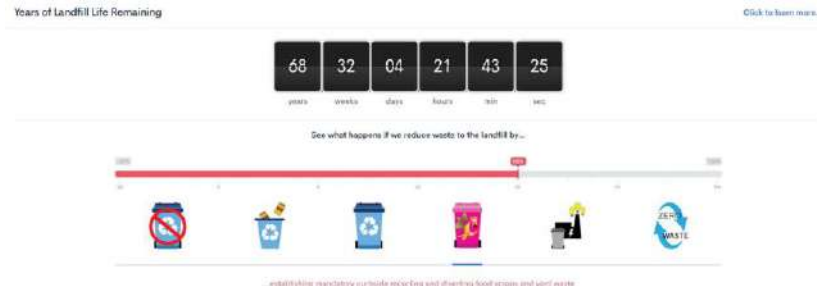 Years of Landfill Life Remaining
Click to learn more
68 32 04 21 43 25
years weeks days hours min sec
See what happens if we reduce waste to the landfill by...
ZERO
WASTE
establishing mandatory curbside recycling and diverting food scraps and yard waste